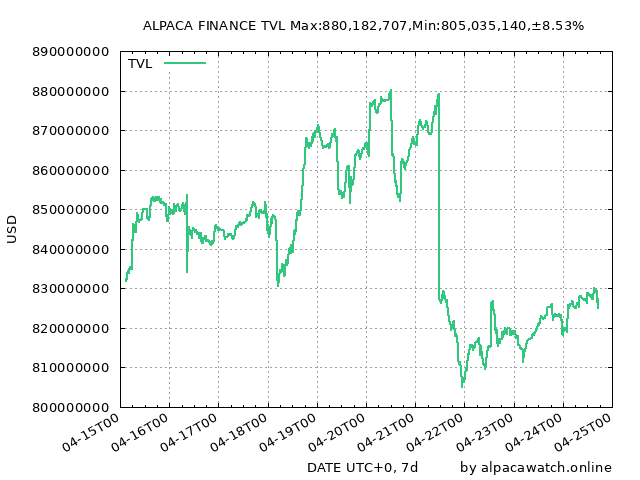 ALPACA FINANCE TVL Max:880,182,707,Min:805,035,140,±8.53%
890000000
880000000
870000000
860000000
850000000
840000000
830000000
820000000
810000000
800000000
USD
TVL
04-15T00
04-16T00
04-17T00
04-18T00
04-19T00
04-20T00
04-21T00
04-22T00
04-23T00
04-24T00
04-25T00
DATE UTC+0, 7d
by alpacawatch.online